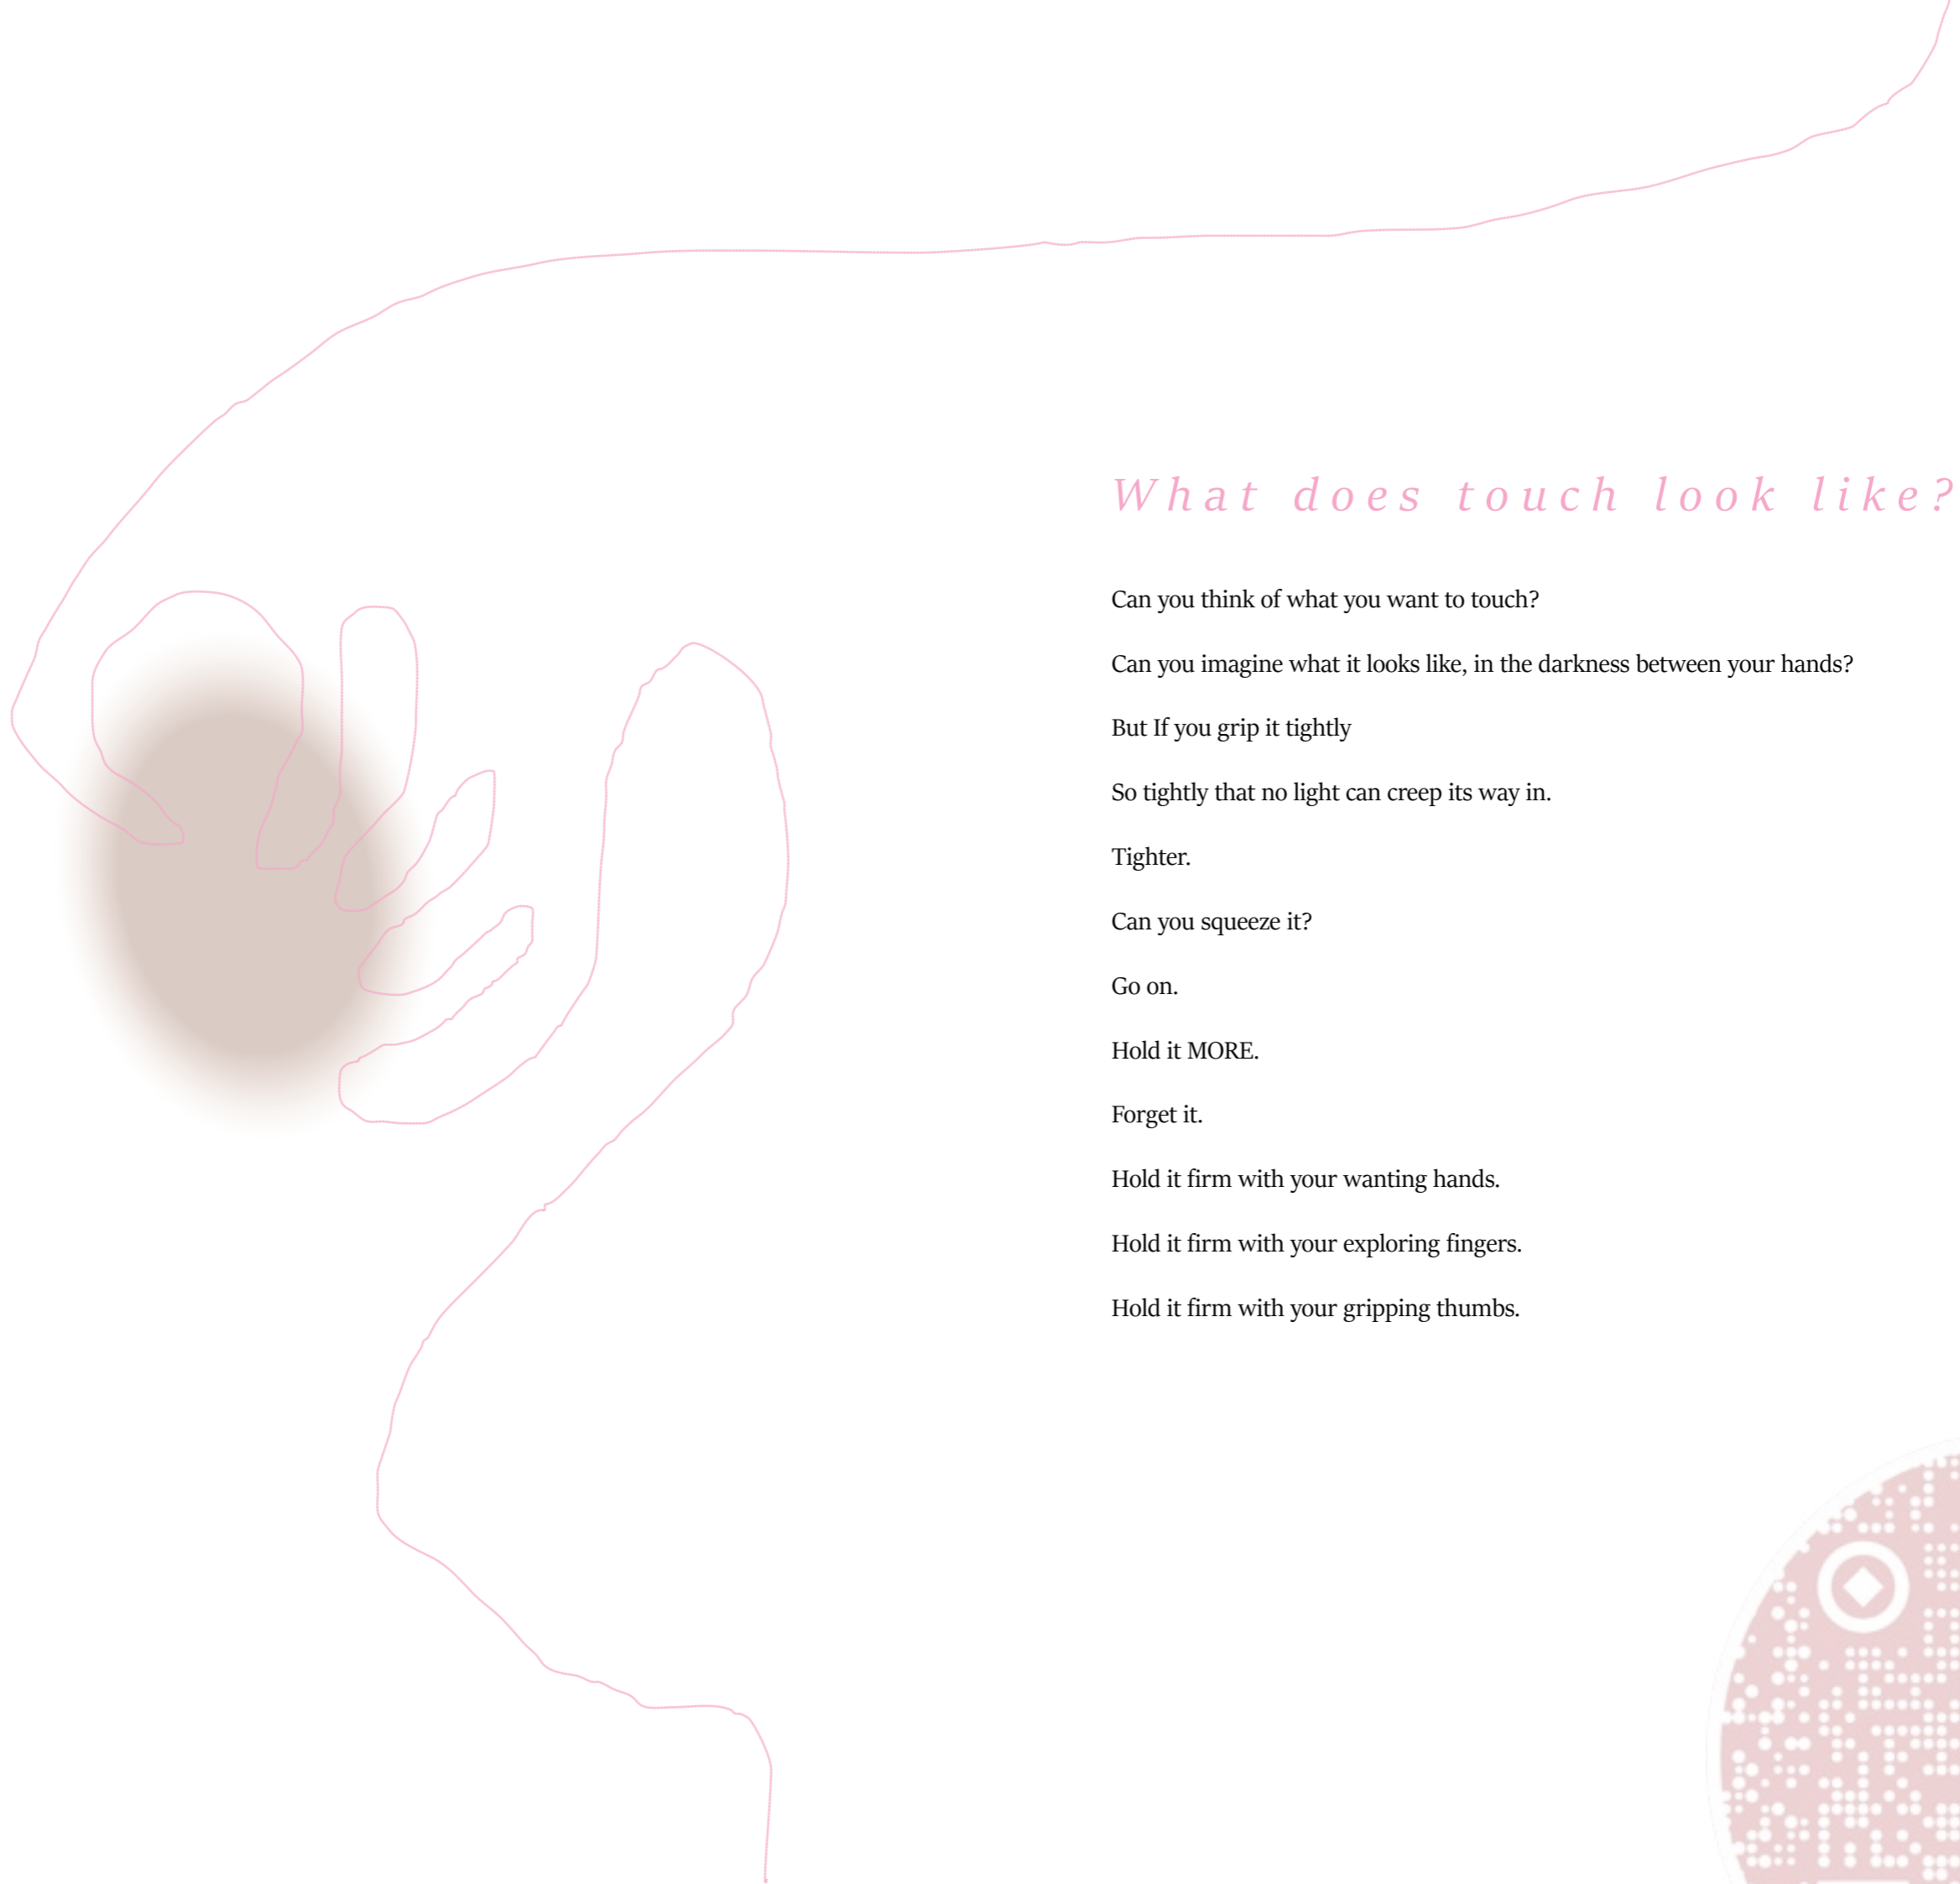 What does touch look like?
Can you think of what you want to touch?
Can you imagine what it looks like, in the darkness between your hands?
But If you grip it tightly
So tightly that no light can creep its way in.
Tighter.
Can you squeeze it?
Go on.
Hold it MORE.
Forget it.
Hold it firm with your wanting hands.
Hold it firm with your exploring fingers.
Hold it firm with your gripping thumbs.